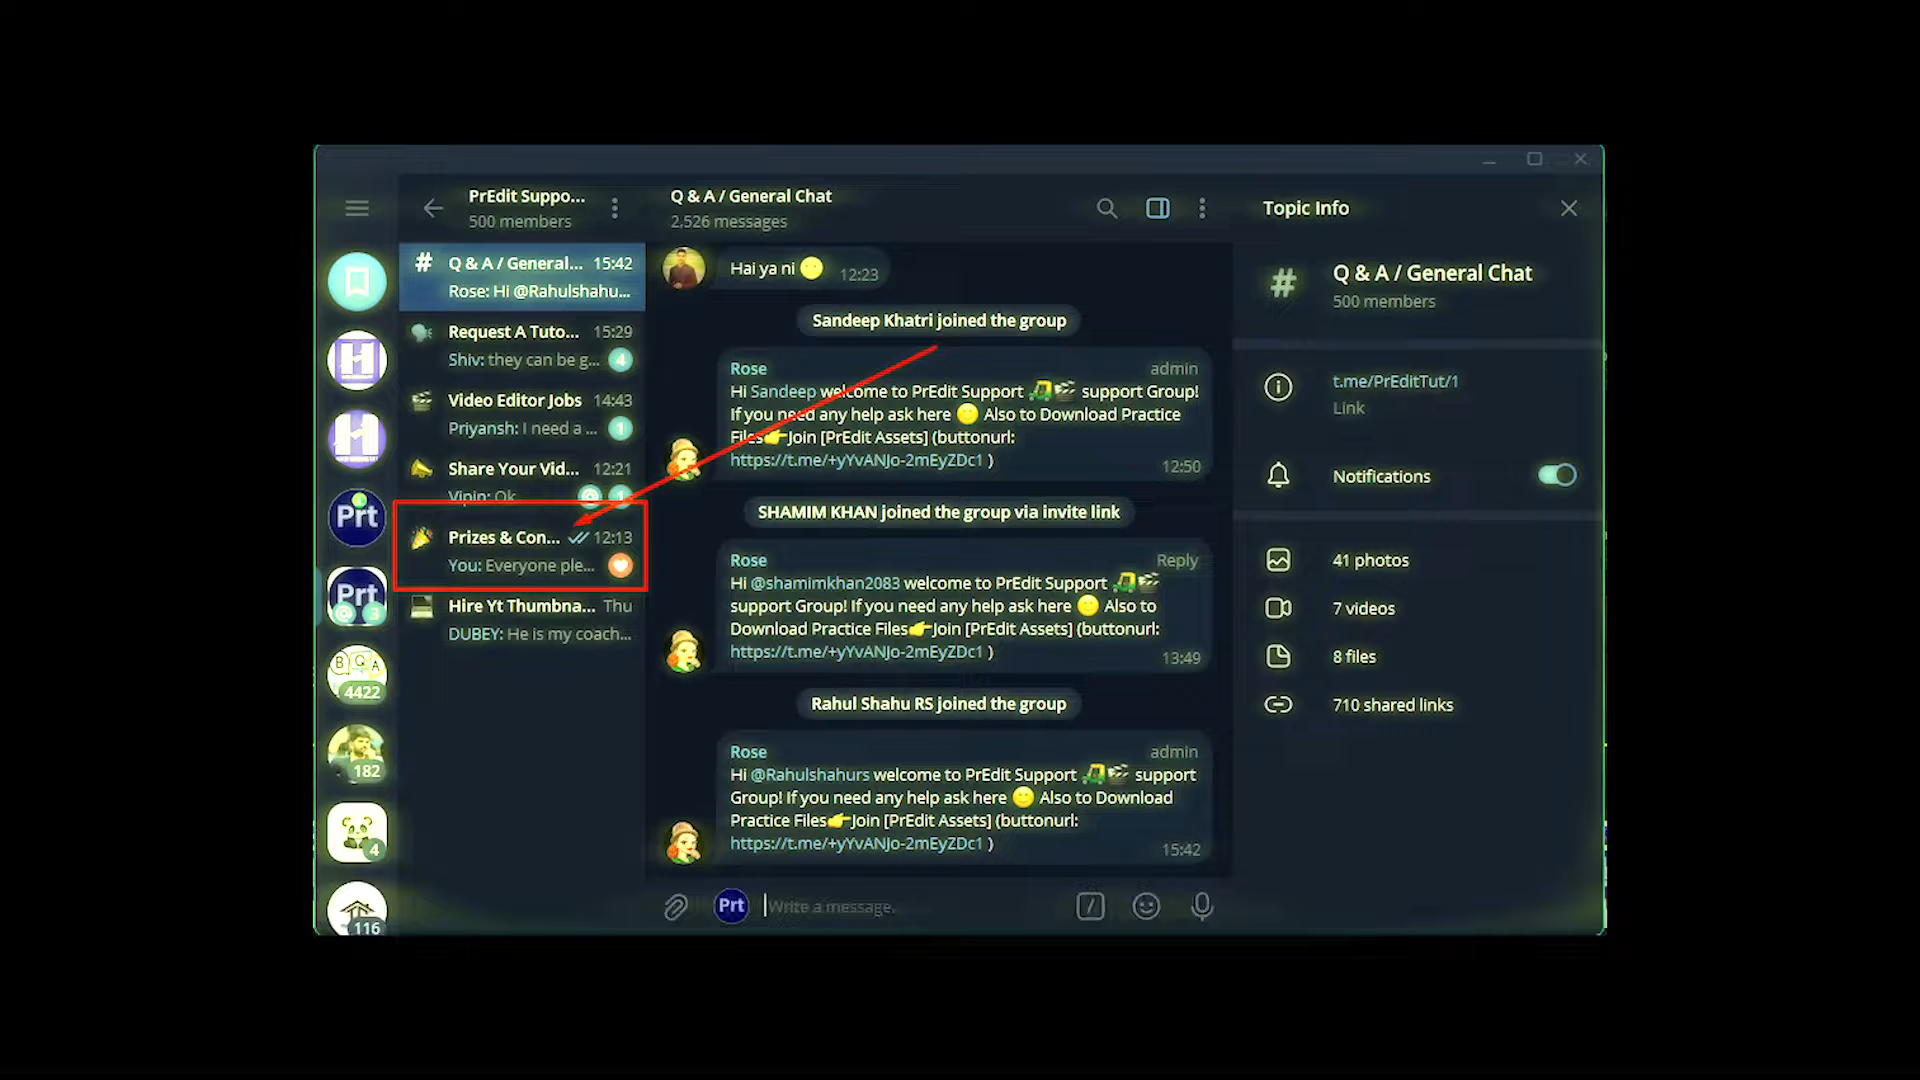 PrEdit Suppo...
500 members
Q & A / General Chat
2,526 messages
Topic Info
# Q & A / General... 15:42
Rose: Hi @Rahulshahu...
Request A Tuto... 15:29
Shiv: they can be g... 4
Video Editor Jobs 14:43
Priyansh: I need a ... 1
Share Your Vid... 12:21
Vipin: Ok @ 1
Prizes & Con... 12:13
You: Everyone ple...
Hire Yt Thumbna... Thu
DUBEY: He is my coach...
Prt
Prt
@ 3
B Q A
4422
182
4
116
Hai ya ni 12:23
Sandeep Khatri joined the group
Rose admin
Hi Sandeep welcome to PrEdit Support support Group!
If you need any help ask here Also to Download Practice
Files Join [PrEdit Assets] (buttonurl:
https://t.me/+yYvANJo-2mEyZDc1 )
12:50
SHAMIM KHAN joined the group via invite link
Rose Reply
Hi @shamimkhan2083 welcome to PrEdit Support
support Group! If you need any help ask here Also to
Download Practice Files Join [PrEdit Assets] (buttonurl:
https://t.me/+yYvANJo-2mEyZDc1 )
13:49
Rahul Shahu RS joined the group
Rose admin
Hi @Rahulshahurs welcome to PrEdit Support support
Group! If you need any help ask here Also to Download
Practice Files Join [PrEdit Assets] (buttonurl:
https://t.me/+yYvANJo-2mEyZDc1 )
15:42
Prt Write a message.
# Q & A / General Chat
500 members
t.me/PrEditTut/1
Link
Notifications
41 photos
7 videos
8 files
710 shared links